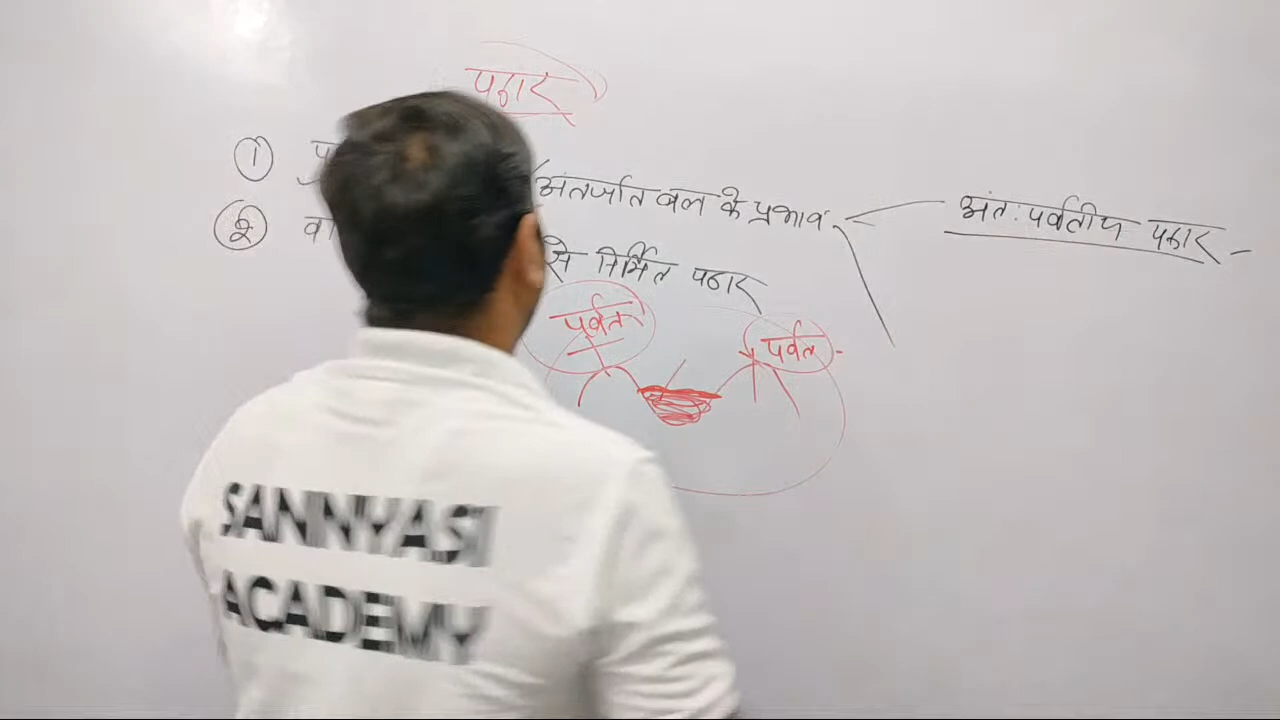 पठार
① अंतर्जात बल के प्रभाव
अंतः पर्वतीय पठार -
② से निर्मित पठार
पर्वत
पर्वत -
SANNYASI
ACADEMY